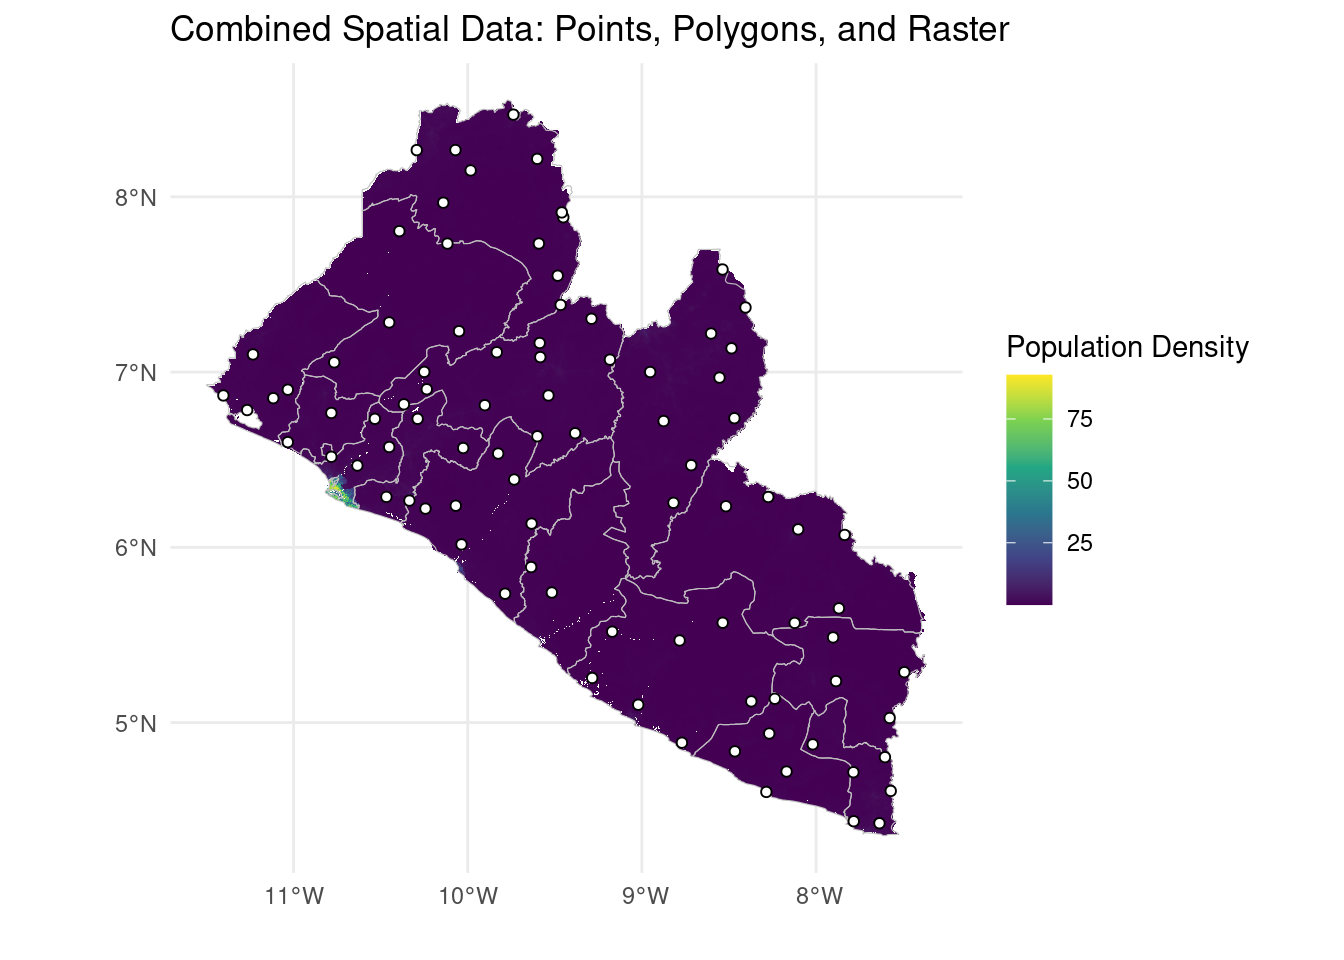 Combined Spatial Data: Points, Polygons, and Raster
8°N
7°N
6°N
5°N
11°W
10°W
9°W
8°W
Population Density
75
50
25